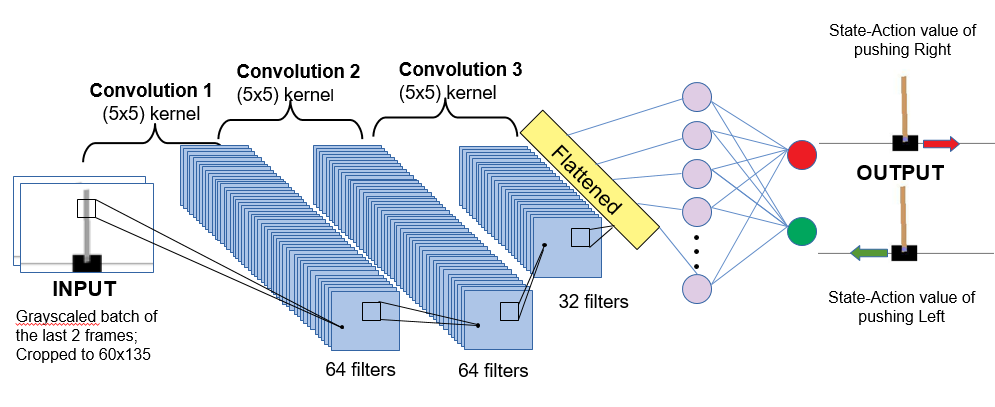 State-Action value of
pushing Right
Convolution 1
(5x5) kernel
Convolution 2
(5x5) kernel
Convolution 3
(5x5) kernel
Flattened
OUTPUT
INPUT
Grayscaled batch of
the last 2 frames;
Cropped to 60x135
64 filters
64 filters
32 filters
State-Action value of
pushing Left